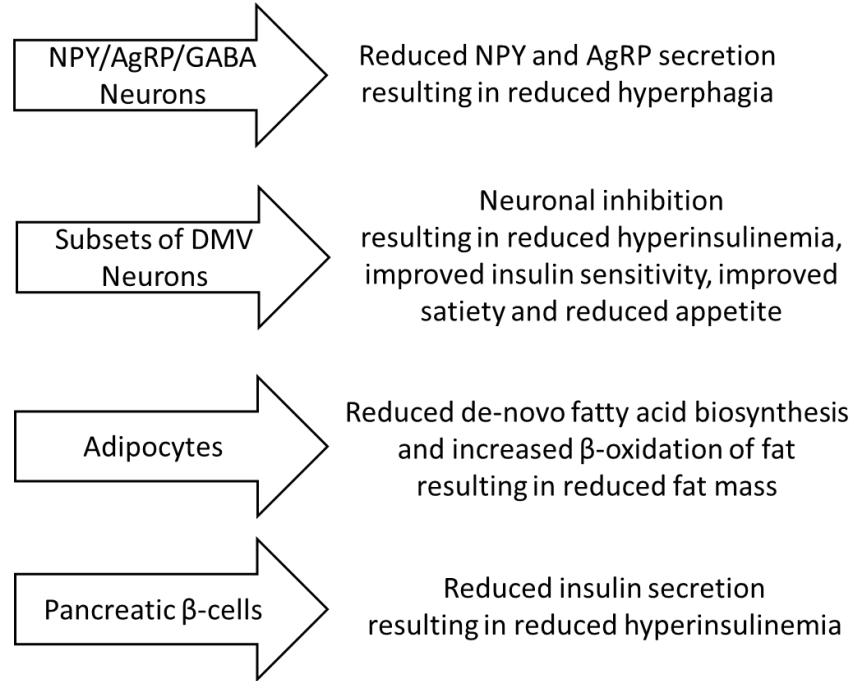 NPY/AgRP/GABA
Neurons
Reduced NPY and AgRP secretion
resulting in reduced hyperphagia
Subsets of DMV
Neurons
Neuronal inhibition
resulting in reduced hyperinsulinemia,
improved insulin sensitivity, improved
satiety and reduced appetite
Adipocytes
Reduced de-novo fatty acid biosynthesis
and increased β-oxidation of fat
resulting in reduced fat mass
Pancreatic β-cells
Reduced insulin secretion
resulting in reduced hyperinsulinemia